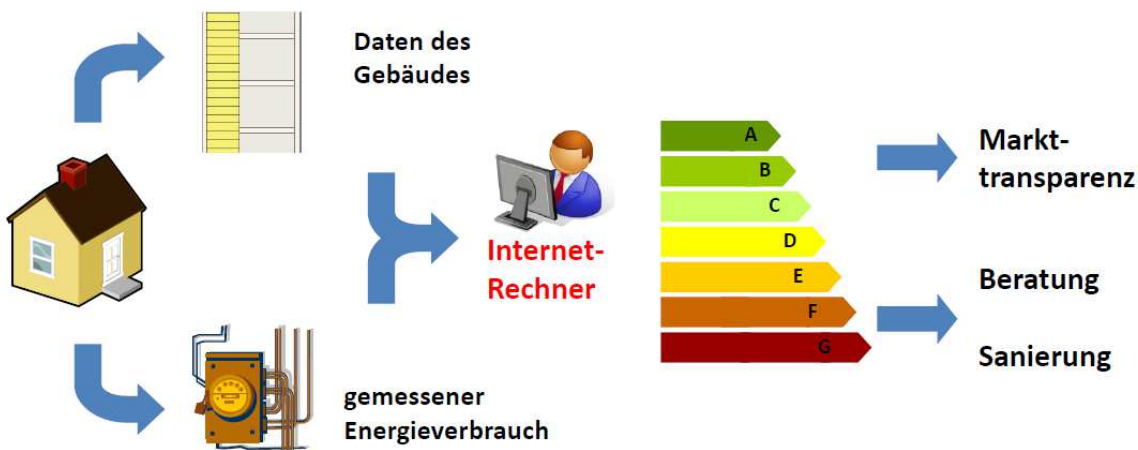 Daten des
Gebäudes
gemessener
Energieverbrauch
Internet-
Rechner
A
B
C
D
E
F
G
Markt-
transparenz
Beratung
Sanierung